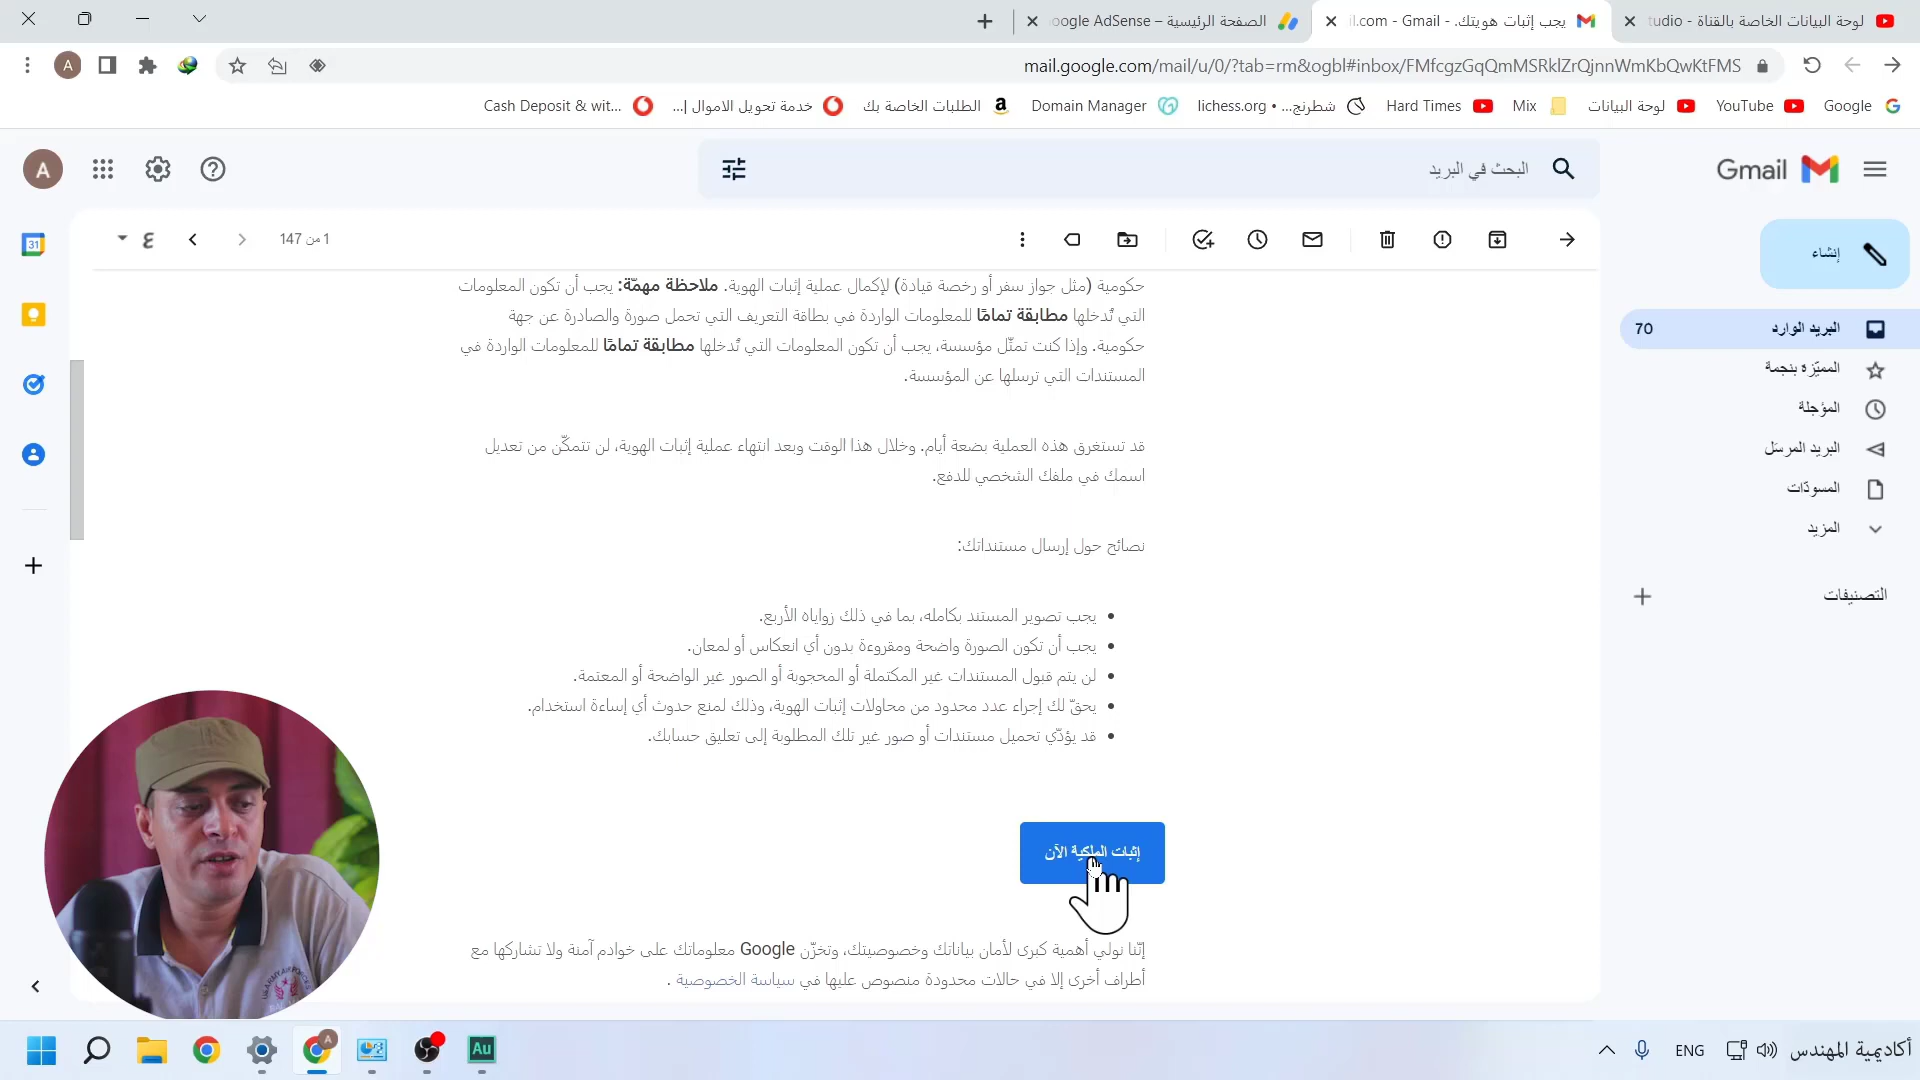 لوحة البيانات الخاصة بالقناة - tudio
يجب إثبات هويتك. - il.com - Gmail
الصفحة الرئيسية – oogle AdSense
mail.google.com/mail/u/0/?tab=rm&ogbl#inbox/FMfcgzGqQmMSRklZrQjnnWmKbQwKtFMS
A
Google
YouTube
لوحة البيانات
Mix
Hard Times
شطرنج... • lichess.org
Domain Manager
الطلبات الخاصة بك
خدمة تحويل الاموال |...
Cash Deposit & wit...
Gmail
البحث في البريد
A
إنشاء
1 من 147
ع
31
البريد الوارد
70
المميّزة بنجمة
المؤجلة
البريد المرسَل
المسودّات
المزيد
التصنيفات
حكومية (مثل جواز سفر أو رخصة قيادة) لإكمال عملية إثبات الهوية. ملاحظة مهمّة: يجب أن تكون المعلومات
التي تُدخلها مطابقة تمامًا للمعلومات الواردة في بطاقة التعريف التي تحمل صورة والصادرة عن جهة
حكومية. وإذا كنت تمثّل مؤسسة، يجب أن تكون المعلومات التي تُدخلها مطابقة تمامًا للمعلومات الواردة في
المستندات التي ترسلها عن المؤسسة.
قد تستغرق هذه العملية بضعة أيام. وخلال هذا الوقت وبعد انتهاء عملية إثبات الهوية، لن تتمكّن من تعديل
اسمك في ملفك الشخصي للدفع.
نصائح حول إرسال مستنداتك:
• يجب تصوير المستند بكامله، بما في ذلك زواياه الأربع.
• يجب أن تكون الصورة واضحة ومقروءة بدون أي انعكاس أو لمعان.
• لن يتم قبول المستندات غير المكتملة أو المحجوبة أو الصور غير الواضحة أو المعتمة.
• يحقّ لك إجراء عدد محدود من محاولات إثبات الهوية، وذلك لمنع حدوث أي إساءة استخدام.
• قد يؤدّي تحميل مستندات أو صور غير تلك المطلوبة إلى تعليق حسابك.
إثبات الملكية الآن
إنّنا نولي أهمية كبرى لأمان بياناتك وخصوصيتك، وتخزّن Google معلوماتك على خوادم آمنة ولا تشاركها مع
أطراف أخرى إلا في حالات محدودة منصوص عليها في سياسة الخصوصية .
A
Au
ENG
أكاديمية المهندس